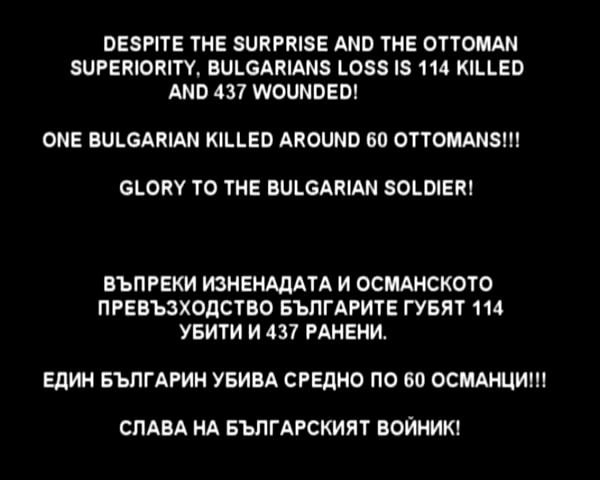 DESPITE THE SURPRISE AND THE OTTOMAN
SUPERIORITY, BULGARIANS LOSS IS 114 KILLED
AND 437 WOUNDED!
ONE BULGARIAN KILLED AROUND 60 OTTOMANS!!!
GLORY TO THE BULGARIAN SOLDIER!
ВЪПРЕКИ ИЗНЕНАДАТА И ОСМАНСКОТО
ПРЕВЪЗХОДСТВО БЪЛГАРИТЕ ГУБЯТ 114
УБИТИ И 437 РАНЕНИ.
ЕДИН БЪЛГАРИН УБИВА СРЕДНО ПО 60 ОСМАНЦИ!!!
СЛАВА НА БЪЛГАРСКИЯТ ВОЙНИК!